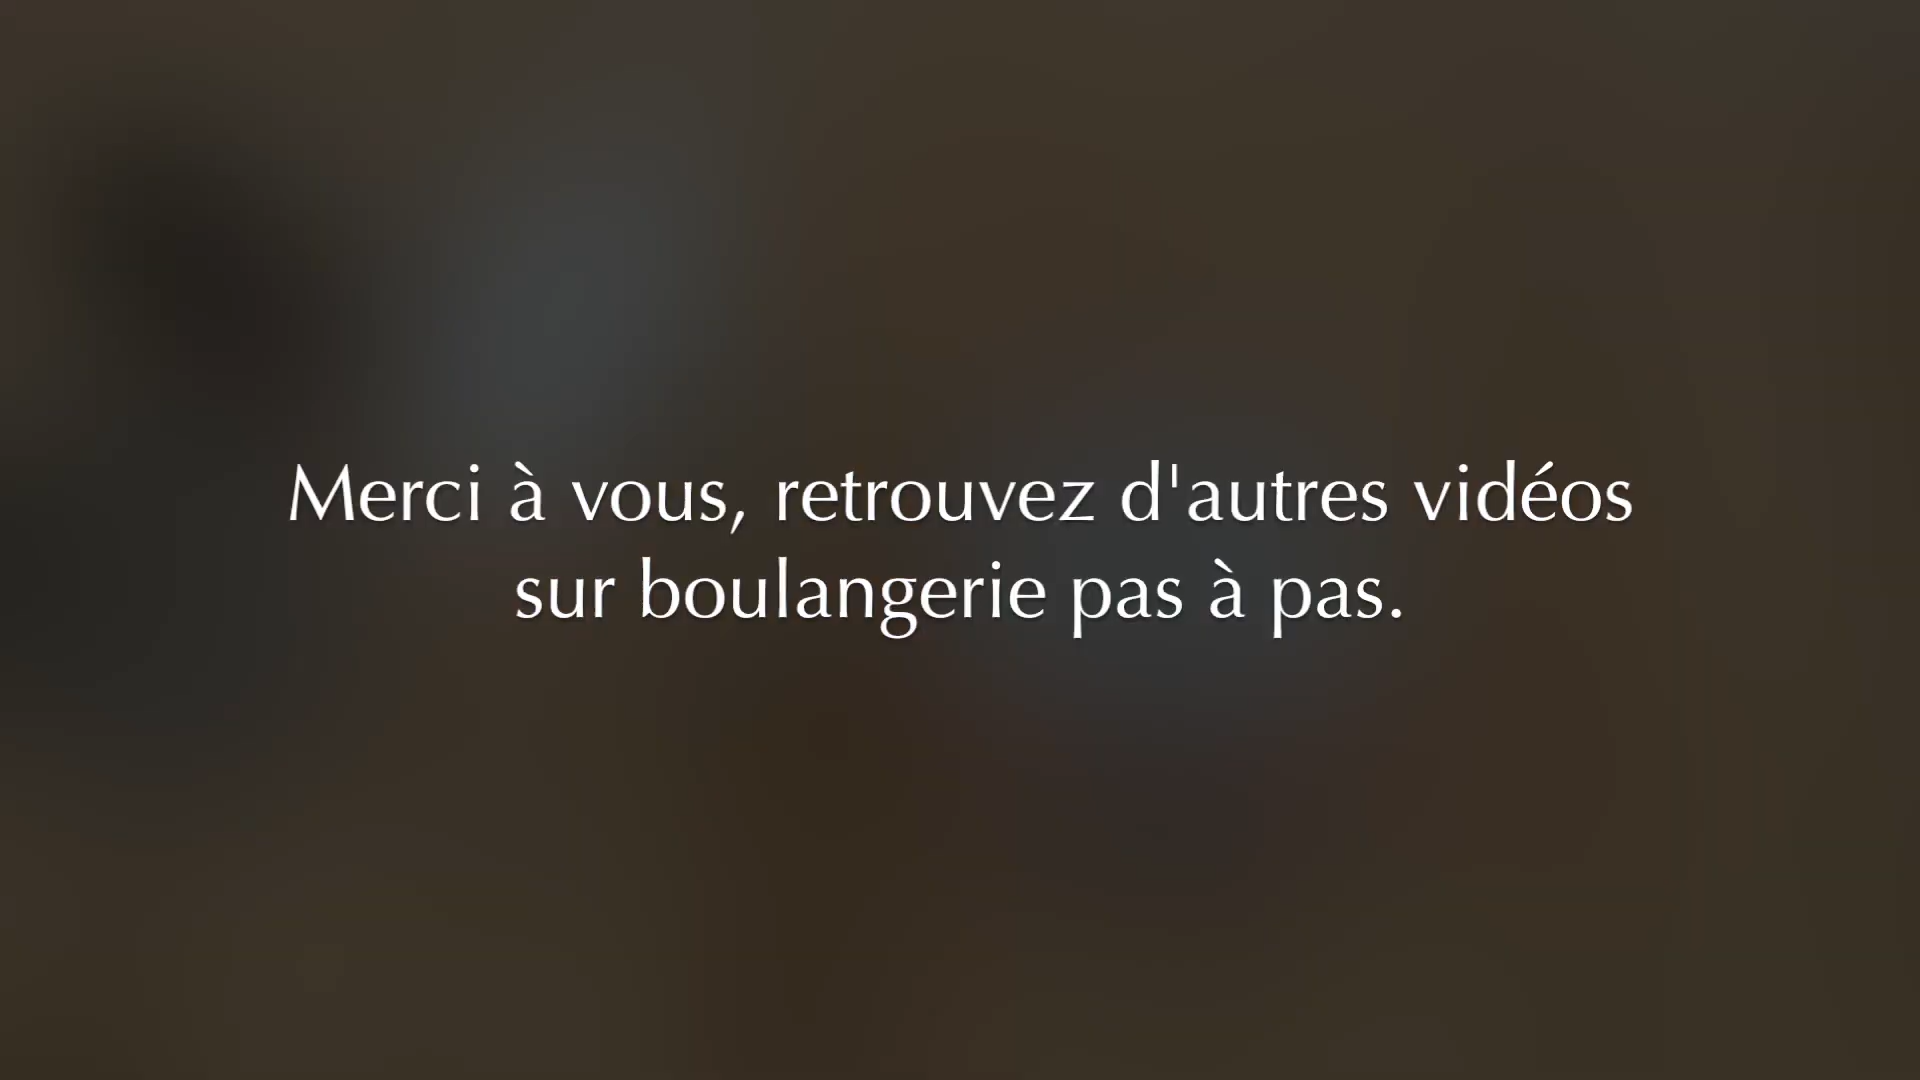 Merci à vous, retrouvez d'autres vidéos
sur boulangerie pas à pas.